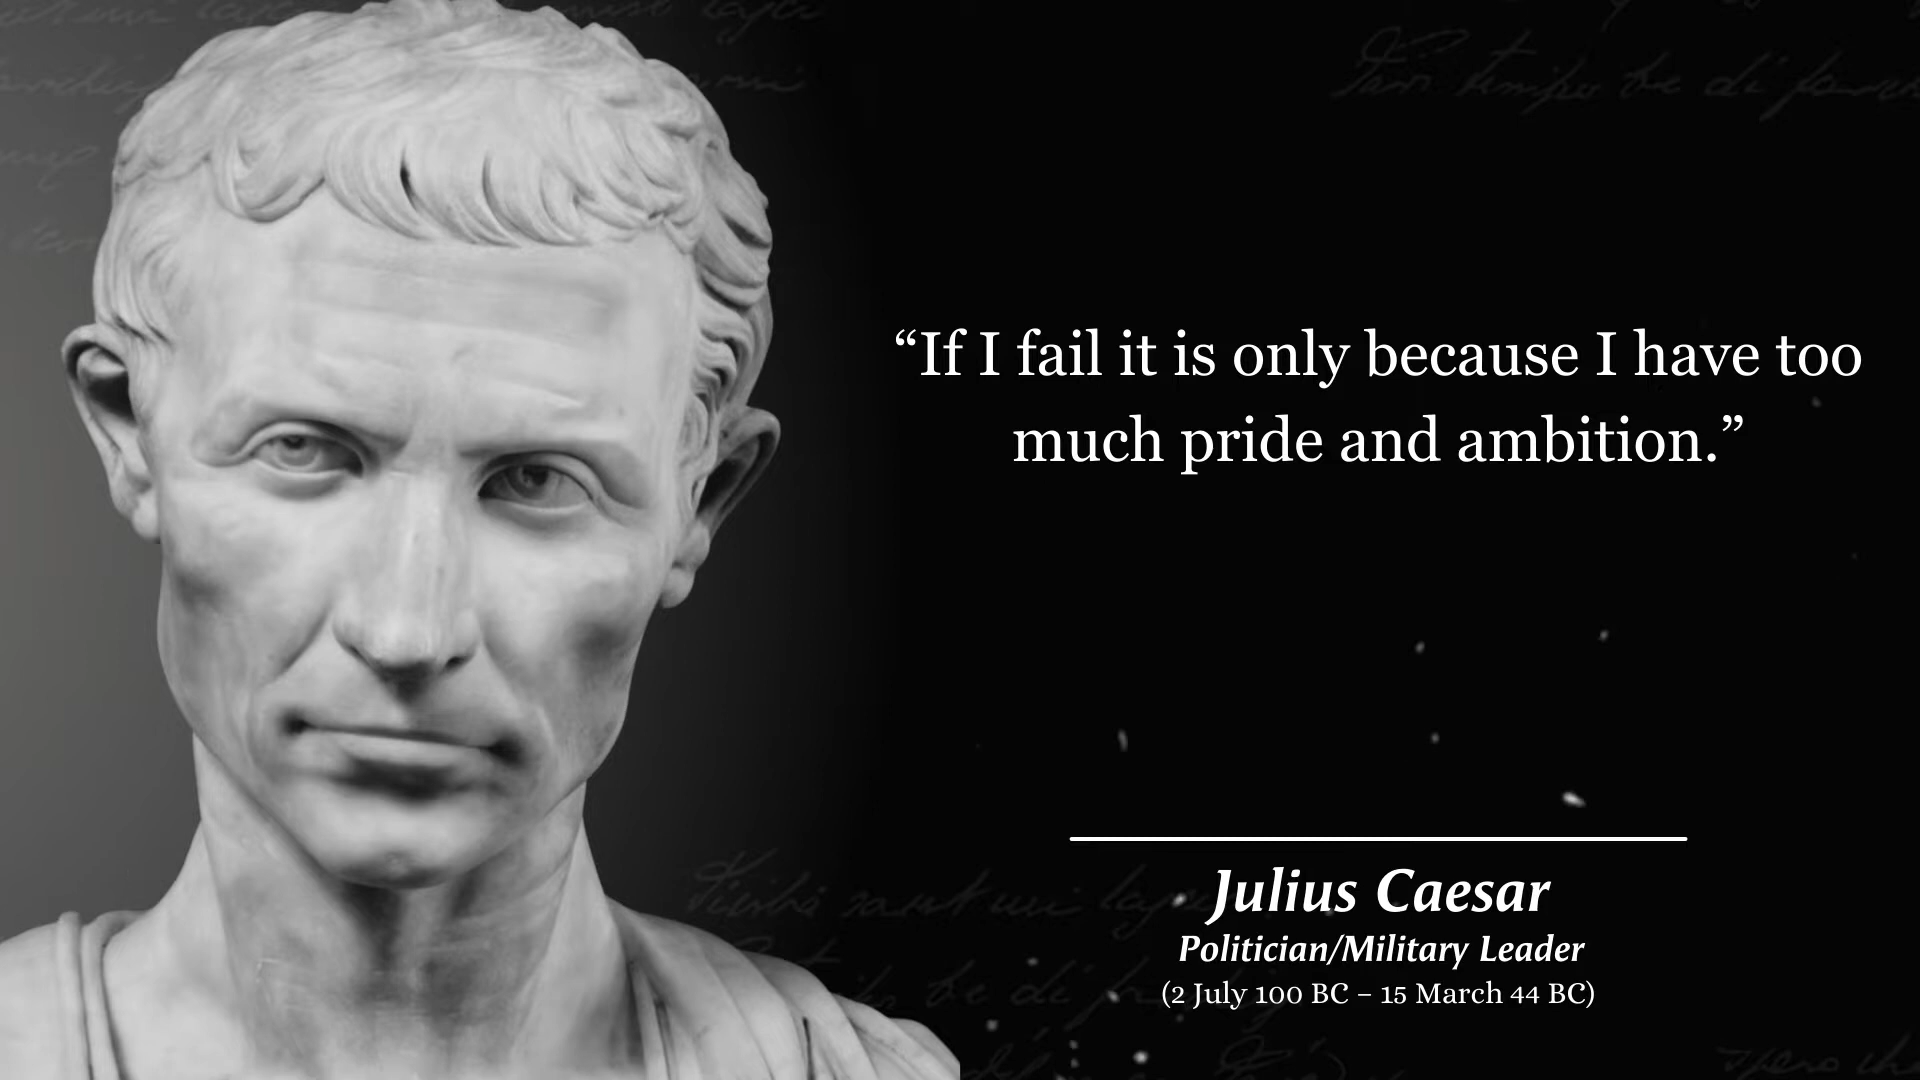 “If I fail it is only because I have too
much pride and ambition.”
Julius Caesar
Politician/Military Leader
(2 July 100 BC – 15 March 44 BC)